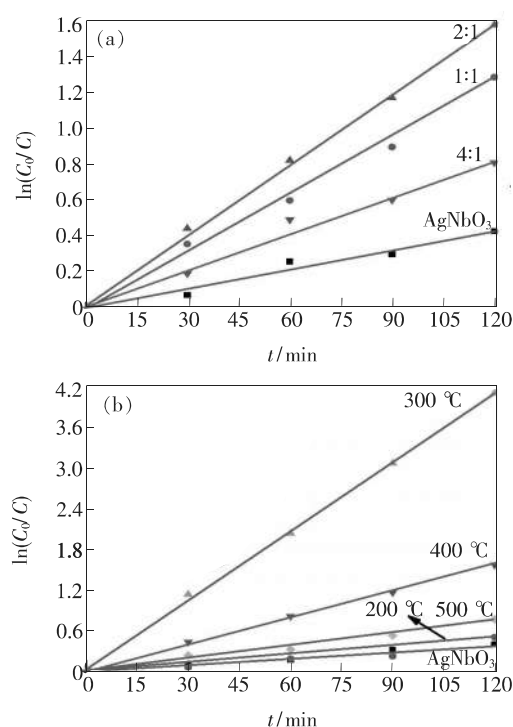 (a)
2:1
1:1
4:1
AgNbO₃
ln(C₀/C)
1.6
1.4
1.2
1.0
0.8
0.6
0.4
0.2
0
0 15 30 45 60 75 90 105 120
t/min
(b)
300 ℃
400 ℃
200 ℃ 500 ℃
AgNbO₃
ln(C₀/C)
4.2
3.6
3.0
2.4
1.8
1.2
0.6
0
0 15 30 45 60 75 90 105 120
t/min